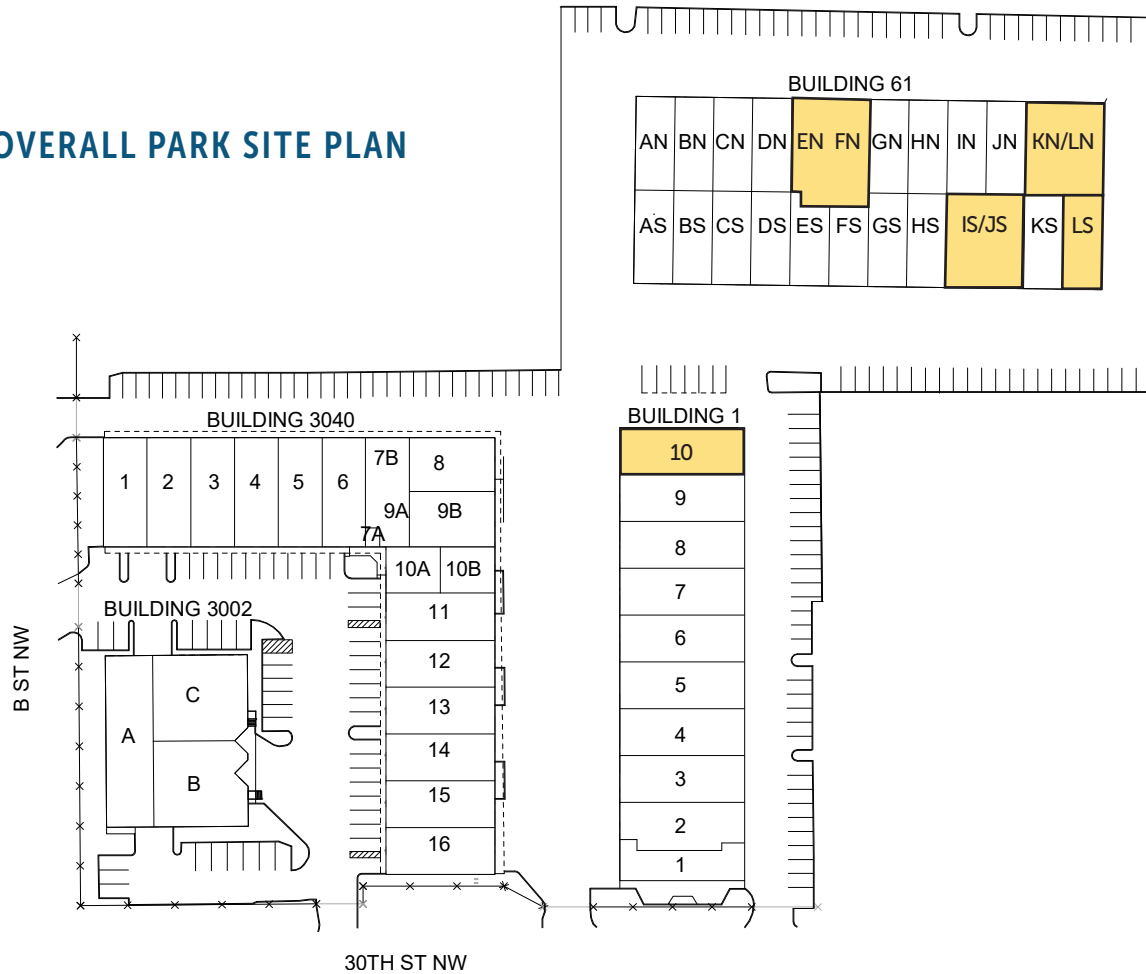 OVERALL PARK SITE PLAN
BUILDING 61
AN BN CN DN EN FN GN HN IN JN KN/LN
AS BS CS DS ES FS GS HS IS/JS KS LS
BUILDING 3040
1 2 3 4 5 6 7B 8
9A 9B
7A
10A 10B
11
12
13
14
15
16
BUILDING 1
10
9
8
7
6
5
4
3
2
1
BUILDING 3002
A
C
B
B ST NW
30TH ST NW